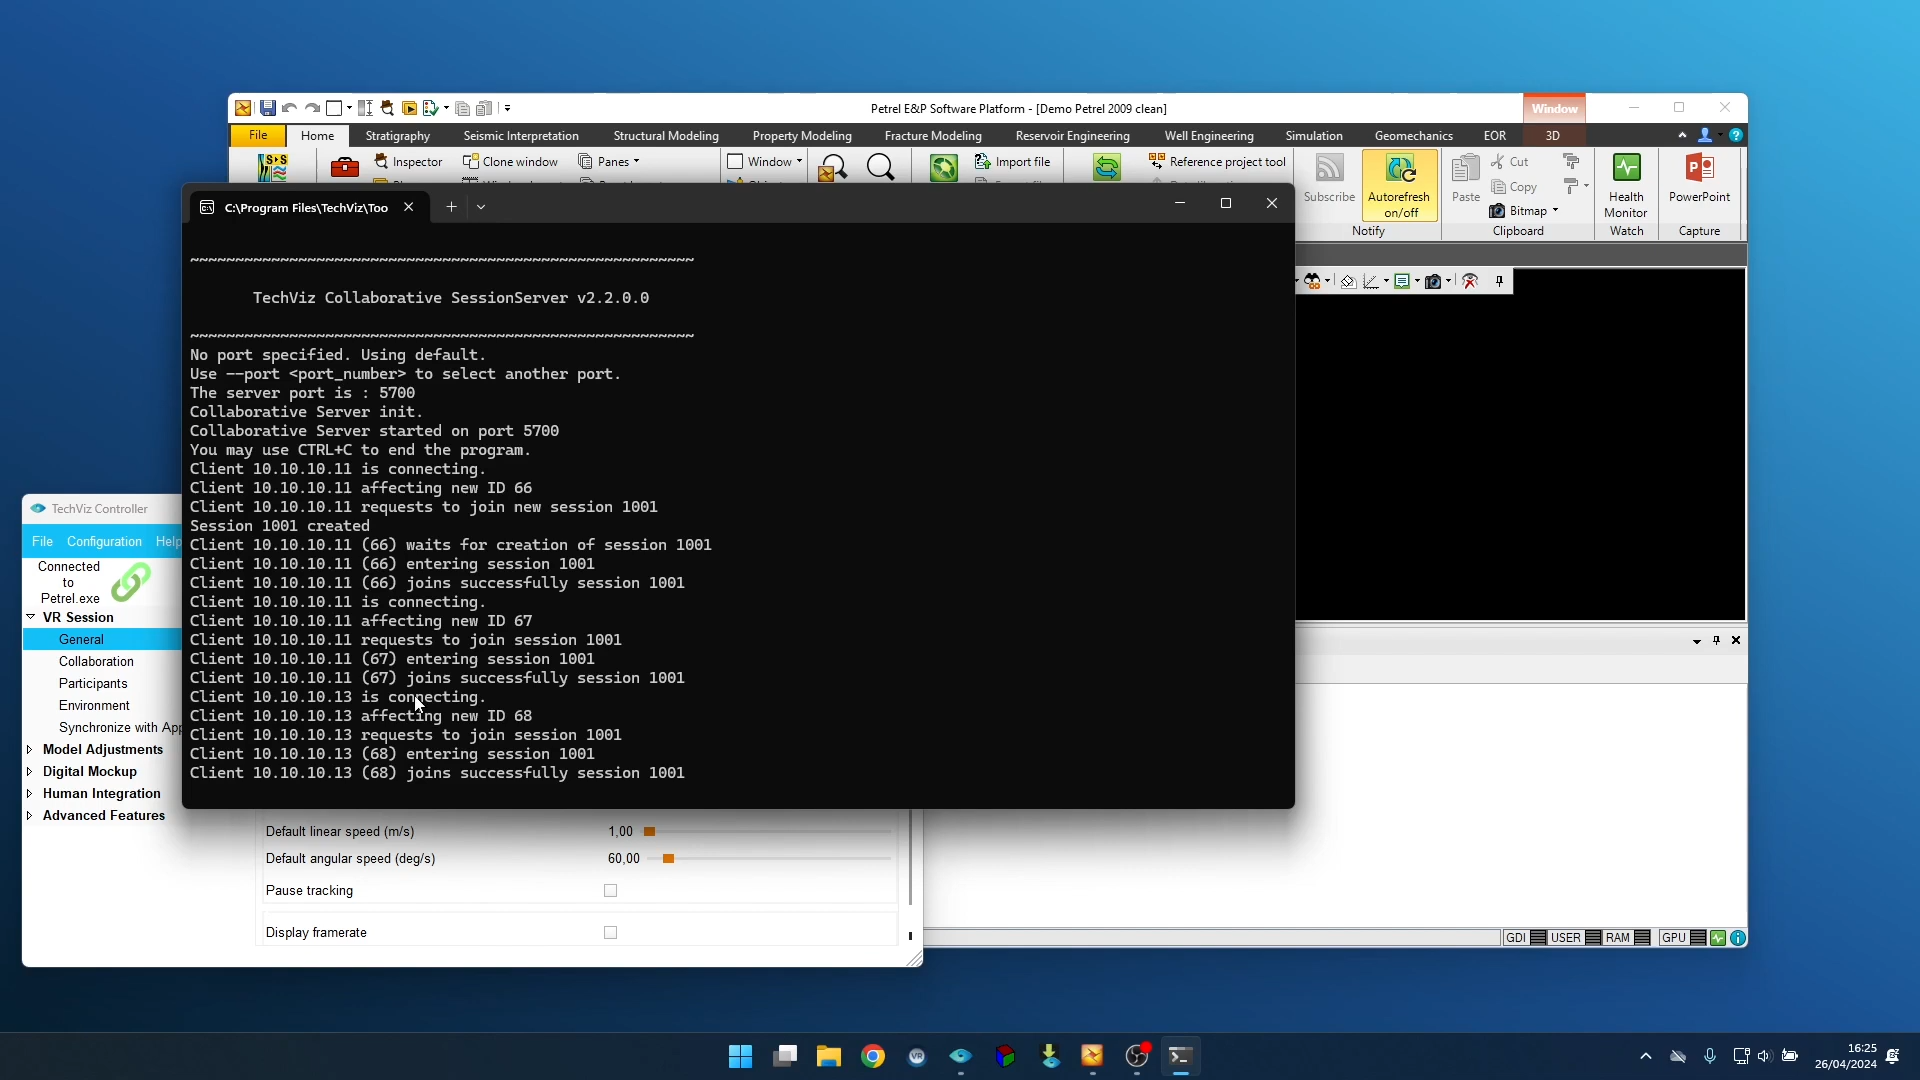 Petrel E&P Software Platform - [Demo Petrel 2009 clean]
Window
File
Home
Stratigraphy
Seismic Interpretation
Structural Modeling
Property Modeling
Fracture Modeling
Reservoir Engineering
Well Engineering
Simulation
Geomechanics
EOR
3D
Inspector
Clone window
Panes
Window
Import file
Reference project tool
Subscribe
Autorefresh
on/off
Paste
Cut
Copy
Bitmap
Health
Monitor
PowerPoint
Notify
Clipboard
Watch
Capture
C:\Program Files\TechViz\Too
~~~~~~~~~~~~~~~~~~~~~~~~~~~~~~~~~~~~~~~~~~~~~~~~~~~~~~~~
TechViz Collaborative SessionServer v2.2.0.0
~~~~~~~~~~~~~~~~~~~~~~~~~~~~~~~~~~~~~~~~~~~~~~~~~~~~~~~~
No port specified. Using default.
Use --port <port_number> to select another port.
The server port is : 5700
Collaborative Server init.
Collaborative Server started on port 5700
You may use CTRL+C to end the program.
Client 10.10.10.11 is connecting.
Client 10.10.10.11 affecting new ID 66
Client 10.10.10.11 requests to join new session 1001
Session 1001 created
Client 10.10.10.11 (66) waits for creation of session 1001
Client 10.10.10.11 (66) entering session 1001
Client 10.10.10.11 (66) joins successfully session 1001
Client 10.10.10.11 is connecting.
Client 10.10.10.11 affecting new ID 67
Client 10.10.10.11 requests to join session 1001
Client 10.10.10.11 (67) entering session 1001
Client 10.10.10.11 (67) joins successfully session 1001
Client 10.10.10.13 is connecting.
Client 10.10.10.13 affecting new ID 68
Client 10.10.10.13 requests to join session 1001
Client 10.10.10.13 (68) entering session 1001
Client 10.10.10.13 (68) joins successfully session 1001
TechViz Controller
File Configuration Help
Connected
to
Petrel.exe
VR Session
General
Collaboration
Participants
Environment
Synchronize with App
Model Adjustments
Digital Mockup
Human Integration
Advanced Features
Default linear speed (m/s) 1,00
Default angular speed (deg/s) 60,00
Pause tracking
Display framerate
GDI USER RAM GPU
VR
16:25
26/04/2024